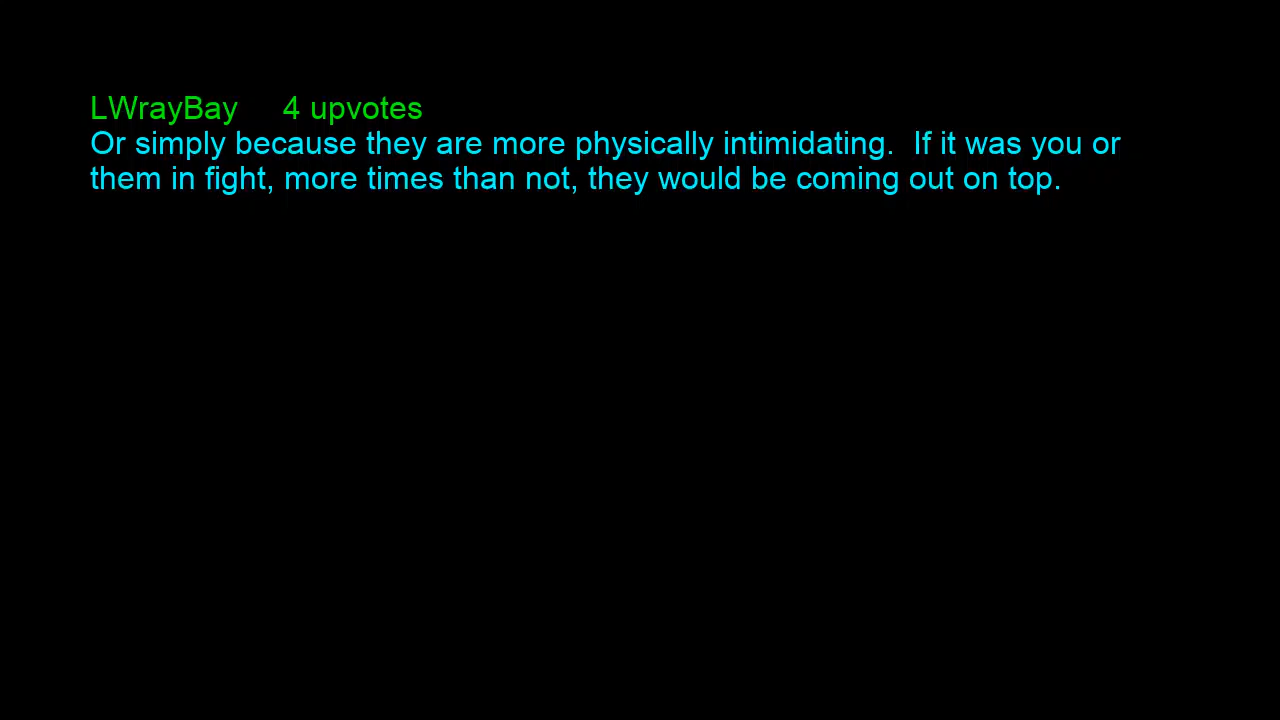 LWrayBay 4 upvotes
Or simply because they are more physically intimidating.  If it was you or
them in fight, more times than not, they would be coming out on top.